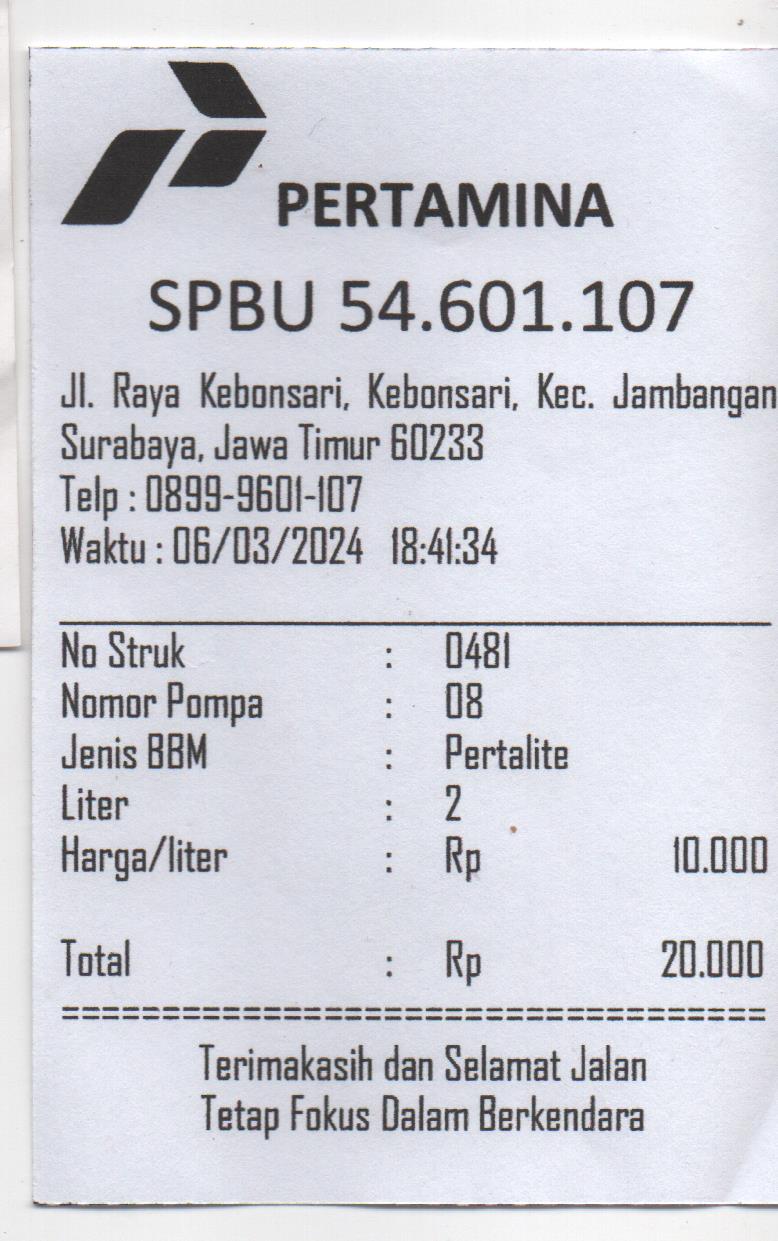 PERTAMINA
SPBU 54.601.107
Jl. Raya Kebonsari, Kebonsari, Kec. Jambangan
Surabaya, Jawa Timur 60233
Telp : 0899-9601-107
Waktu : 06/03/2024 18:41:34
No Struk : 0481
Nomor Pompa : 08
Jenis BBM : Pertalite
Liter : 2
Harga/liter : Rp 10.000
Total : Rp 20.000
===================================
Terimakasih dan Selamat Jalan
Tetap Fokus Dalam Berkendara